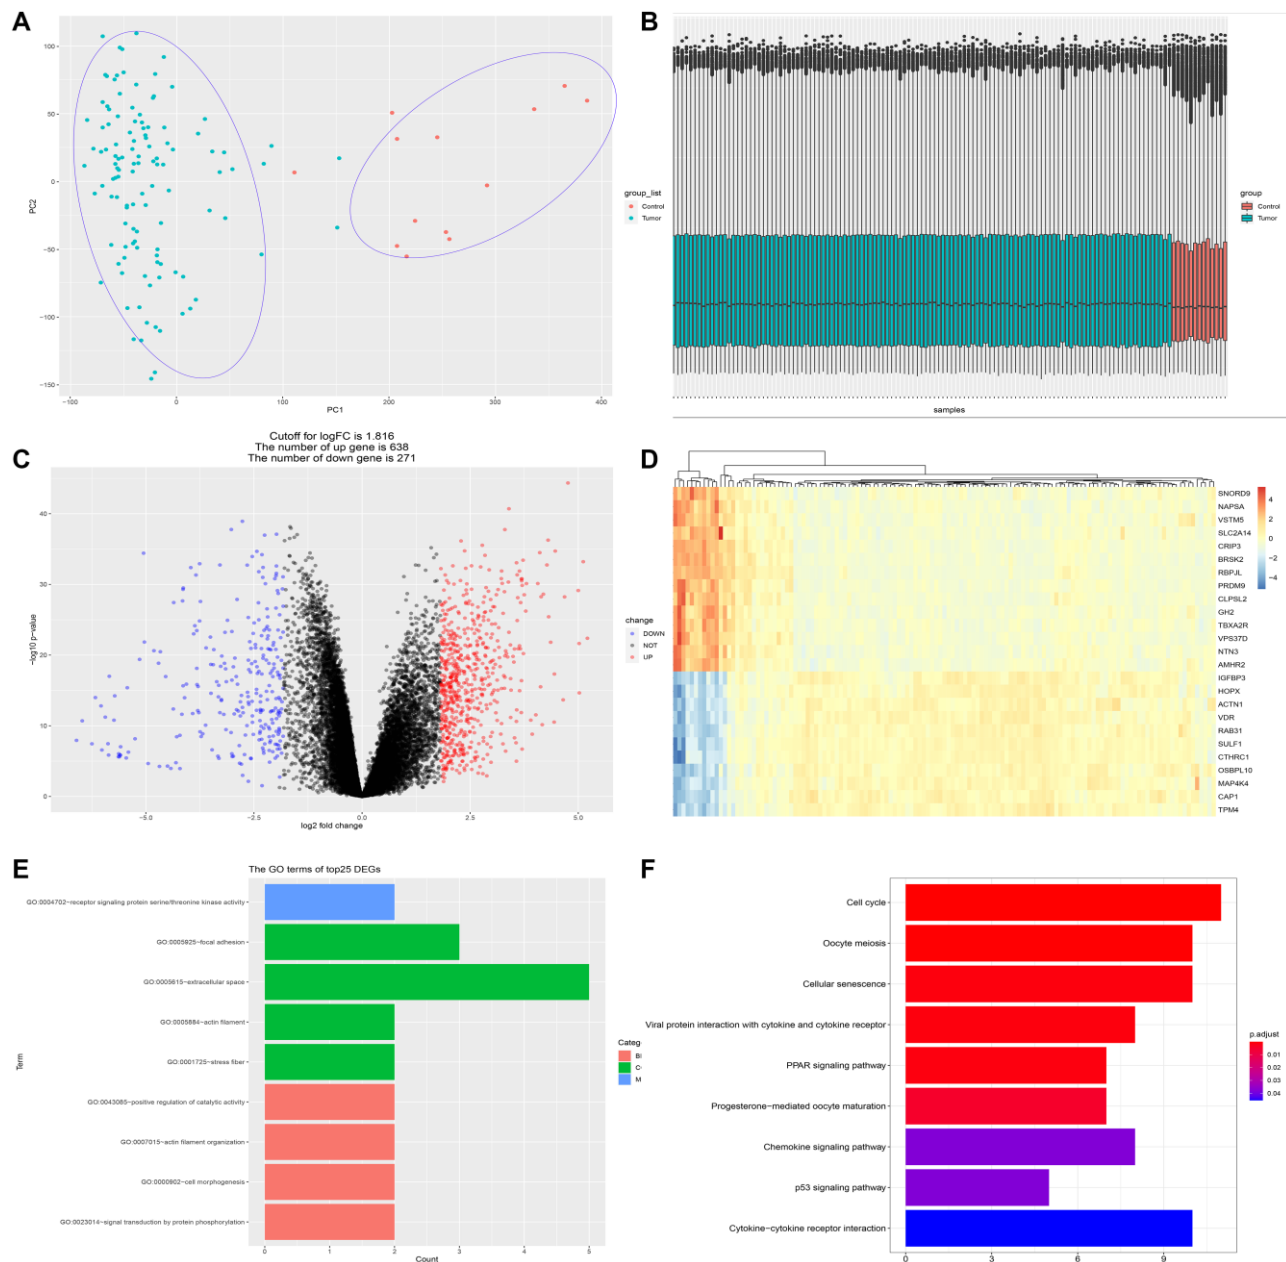 A
100
50
0
−50
−100
−150
PC2
−100
0
100
200
300
400
PC1
group_list
Control
Tumor
B
samples
group
Control
Tumor
C
Cutoff for logFC is 1.816
The number of up gene is 638
The number of down gene is 271
40
30
20
10
0
−log10 p−value
−5.0
−2.5
0.0
2.5
5.0
log2 fold change
change
DOWN
NOT
UP
D
SNORD9
NAPSA
VSTM5
SLC2A14
CRIP3
BRSK2
RBPJL
PRDM9
CLPSL2
GH2
TBXA2R
VPS37D
NTN3
AMHR2
IGFBP3
HOPX
ACTN1
VDR
RAB31
SULF1
CTHRC1
OSBPL10
MAP4K4
CAP1
TPM4
4
2
0
−2
−4
E
The GO terms of top25 DEGs
GO:0004702−receptor signaling protein serine/threonine kinase activity
GO:0005925−focal adhesion
GO:0005615−extracellular space
GO:0005884−actin filament
GO:0001725−stress fiber
GO:0043085−positive regulation of catalytic activity
GO:0007015−actin filament organization
GO:0000902−cell morphogenesis
GO:0023014−signal transduction by protein phosphorylation
Term
0
1
2
3
4
5
Count
Categ
B
C
M
F
Cell cycle
Oocyte meiosis
Cellular senescence
Viral protein interaction with cytokine and cytokine receptor
PPAR signaling pathway
Progesterone−mediated oocyte maturation
Chemokine signaling pathway
p53 signaling pathway
Cytokine−cytokine receptor interaction
0
3
6
9
p.adjust
0.01
0.02
0.03
0.04